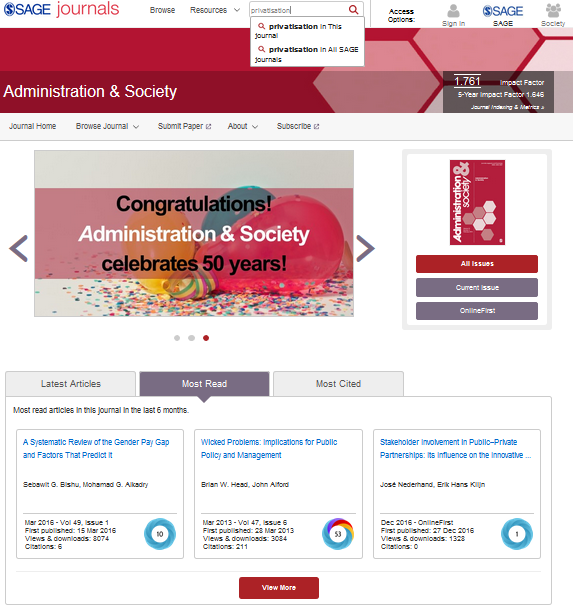 SAGE journals
Browse
Resources
privatisation
privatisation in This
journal
privatisation in All SAGE
journals
Access
Options:
Sign In
SAGE
Society
Administration & Society
1.761 Impact Factor
5-Year Impact Factor 1.646
Journal Indexing & Metrics »
Journal Home
Browse Journal
Submit Paper
About
Subscribe
Congratulations!
Administration & Society
celebrates 50 years!
Administration &
society
All Issues
Current Issue
OnlineFirst
Latest Articles
Most Read
Most Cited
Most read articles in this journal in the last 6 months.
A Systematic Review of the Gender Pay Gap
and Factors That Predict It
Sebawit G. Bishu, Mohamad G. Alkadry
Mar 2016 - Vol 49, Issue 1
First published: 15 Mar 2016
Views & downloads: 8074
Citations: 6
10
Wicked Problems: Implications for Public
Policy and Management
Brian W. Head, John Alford
Mar 2013 - Vol 47, Issue 6
First published: 28 Mar 2013
Views & downloads: 3084
Citations: 211
53
Stakeholder Involvement in Public–Private
Partnerships: Its Influence on the Innovative ...
José Nederhand, Erik Hans Klijn
Dec 2016 - OnlineFirst
First published: 27 Dec 2016
Views & downloads: 1328
Citations: 0
1
View More